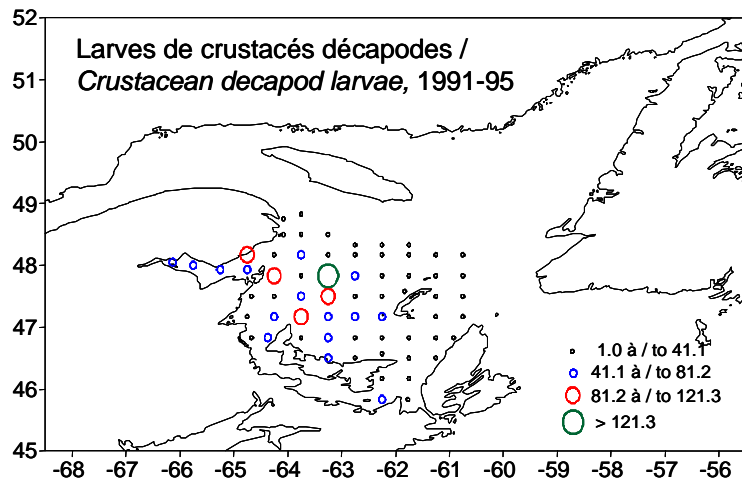 Larves de crustacés décapodes /
Crustacean decapod larvae, 1991-95
52
51
50
49
48
47
46
45
1.0 à / to 41.1
41.1 à / to 81.2
81.2 à / to 121.3
> 121.3
-68 -67 -66 -65 -64 -63 -62 -61 -60 -59 -58 -57 -56